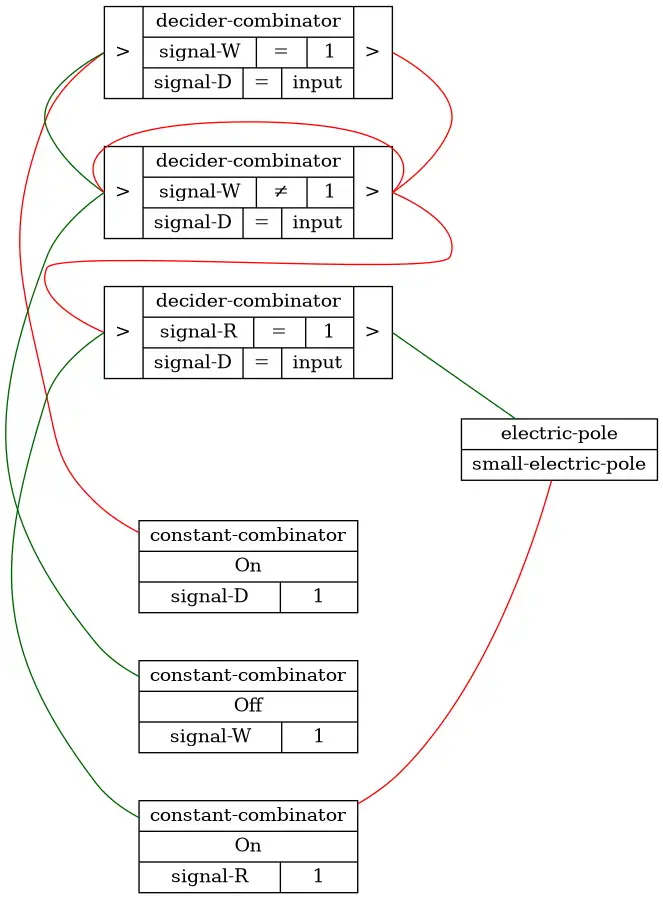 decider-combinator
> signal-W = 1 >
signal-D = input
decider-combinator
> signal-W ≠ 1 >
signal-D = input
decider-combinator
> signal-R = 1 >
signal-D = input
electric-pole
small-electric-pole
constant-combinator
On
signal-D 1
constant-combinator
Off
signal-W 1
constant-combinator
On
signal-R 1